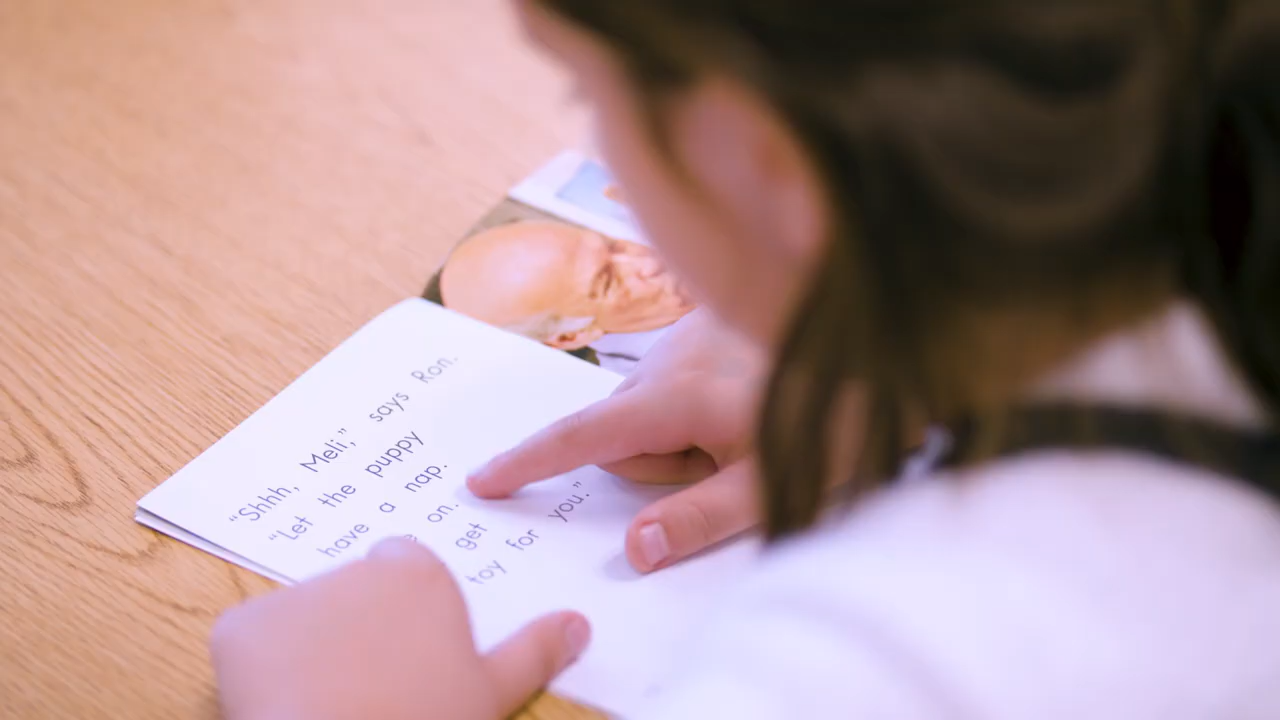 “Shhh, Meli,” says Ron.
“Let the puppy
have a nap.
on.
get
toy for you.”